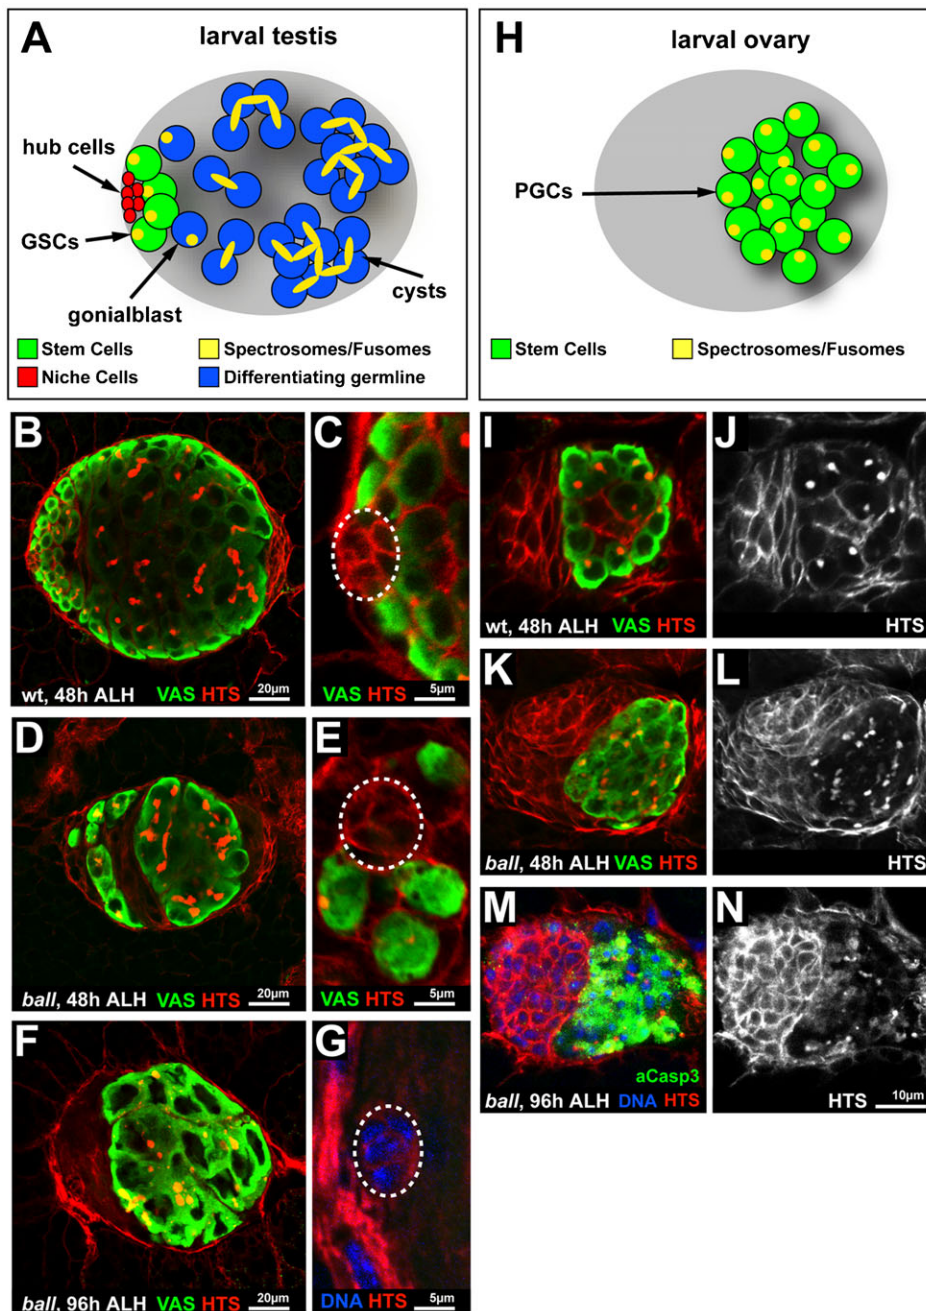 A
larval testis
hub cells
GSCs
gonialblast
cysts
Stem Cells
Spectrosomes/Fusomes
Niche Cells
Differentiating germline
H
larval ovary
PGCs
Stem Cells
Spectrosomes/Fusomes
B
wt, 48h ALH VAS HTS 20µm
C
VAS HTS 5µm
I
wt, 48h ALH VAS HTS
J
HTS
D
ball, 48h ALH VAS HTS 20µm
E
VAS HTS 5µm
K
ball, 48h ALH VAS HTS
L
HTS
F
ball, 96h ALH VAS HTS 20µm
G
DNA HTS 5µm
M
aCasp3
ball, 96h ALH DNA HTS
N
HTS 10µm